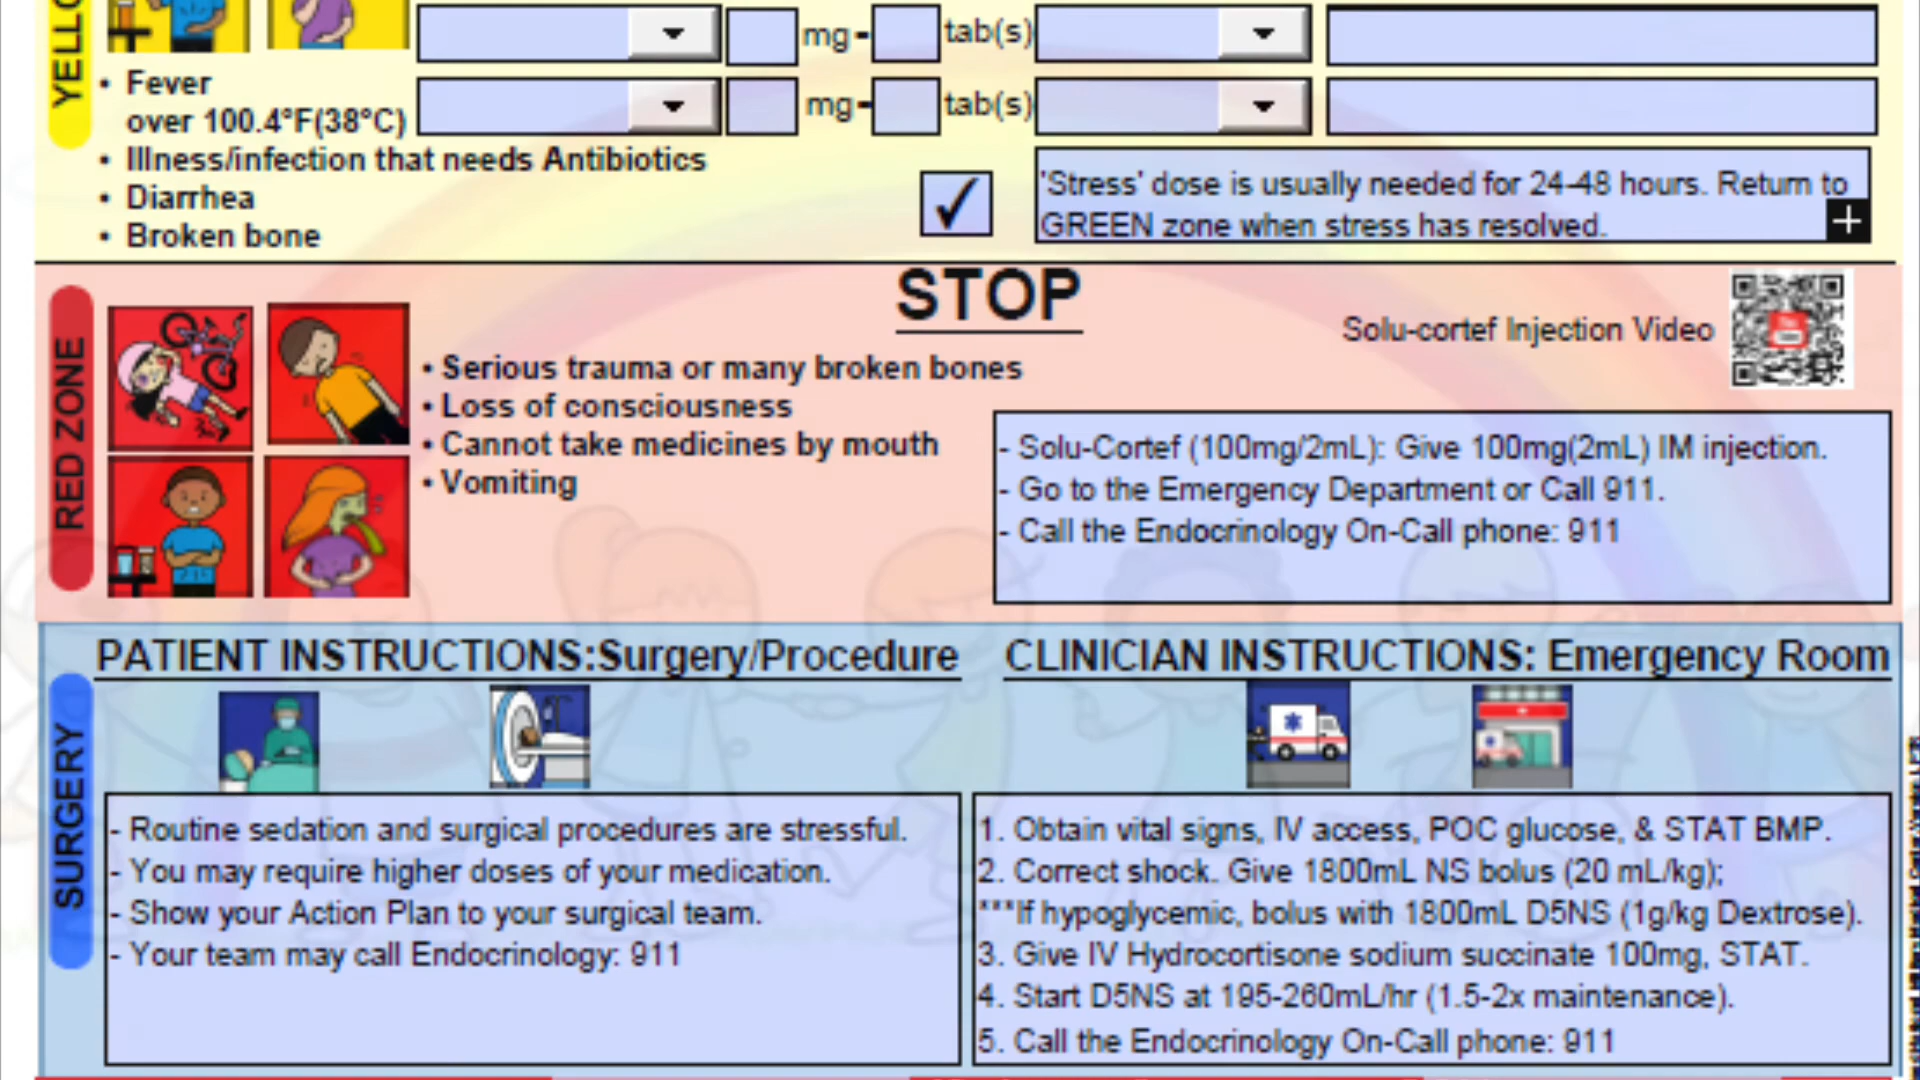 YELLO
mg-
tab(s)
• Fever
over 100.4°F(38°C)
mg-
tab(s)
• Illness/infection that needs Antibiotics
• Diarrhea
• Broken bone
'Stress' dose is usually needed for 24-48 hours. Return to
GREEN zone when stress has resolved.
STOP
Solu-cortef Injection Video
RED ZONE
• Serious trauma or many broken bones
• Loss of consciousness
• Cannot take medicines by mouth
• Vomiting
- Solu-Cortef (100mg/2mL): Give 100mg(2mL) IM injection.
- Go to the Emergency Department or Call 911.
- Call the Endocrinology On-Call phone: 911
PATIENT INSTRUCTIONS:Surgery/Procedure
CLINICIAN INSTRUCTIONS: Emergency Room
SURGERY
- Routine sedation and surgical procedures are stressful.
- You may require higher doses of your medication.
- Show your Action Plan to your surgical team.
- Your team may call Endocrinology: 911
1. Obtain vital signs, IV access, POC glucose, & STAT BMP.
2. Correct shock. Give 1800mL NS bolus (20 mL/kg);
***If hypoglycemic, bolus with 1800mL D5NS (1g/kg Dextrose).
3. Give IV Hydrocortisone sodium succinate 100mg, STAT.
4. Start D5NS at 195-260mL/hr (1.5-2x maintenance).
5. Call the Endocrinology On-Call phone: 911